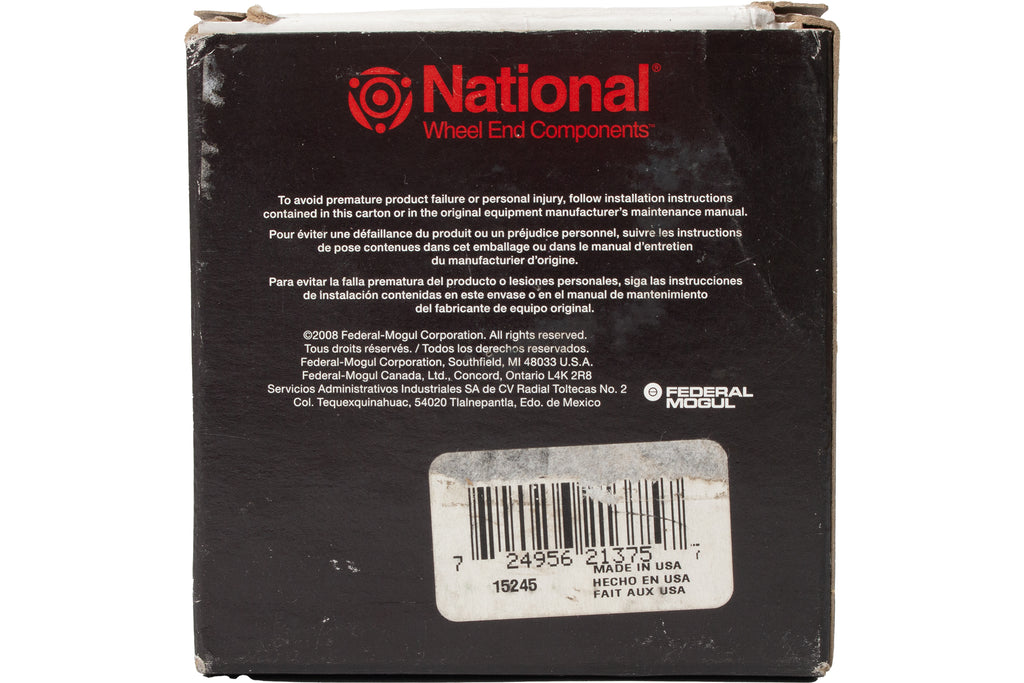 National®
Wheel End Components™
To avoid premature product failure or personal injury, follow installation instructions
contained in this carton or in the original equipment manufacturer's maintenance manual.
Pour éviter une défaillance du produit ou un préjudice personnel, suivre les instructions
de pose contenues dans cet emballage ou dans le manuel d'entretien
du manufacturier d'origine.
Para evitar la falla prematura del producto o lesiones personales, siga las instrucciones
de instalación contenidas en este envase o en el manual de mantenimiento
del fabricante de equipo original.
©2008 Federal-Mogul Corporation. All rights reserved.
Tous droits réservés. / Todos los derechos reservados.
Federal-Mogul Corporation, Southfield, MI 48033 U.S.A.
Federal-Mogul Canada, Ltd., Concord, Ontario L4K 2R8
Servicios Administrativos Industriales SA de CV Radial Toltecas No. 2
Col. Tequexquinahuac, 54020 Tlalnepantla, Edo. de Mexico
FEDERAL
MOGUL
7 24956 21375 7
15245
MADE IN USA
HECHO EN USA
FAIT AUX USA